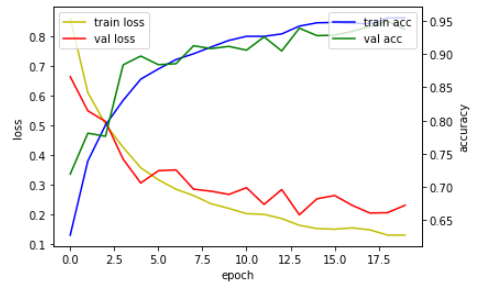 train loss
val loss
train acc
val acc
0.8
0.7
0.6
0.5
0.4
0.3
0.2
0.1
loss
0.95
0.90
0.85
0.80
0.75
0.70
0.65
accuracy
0.0 2.5 5.0 7.5 10.0 12.5 15.0 17.5
epoch